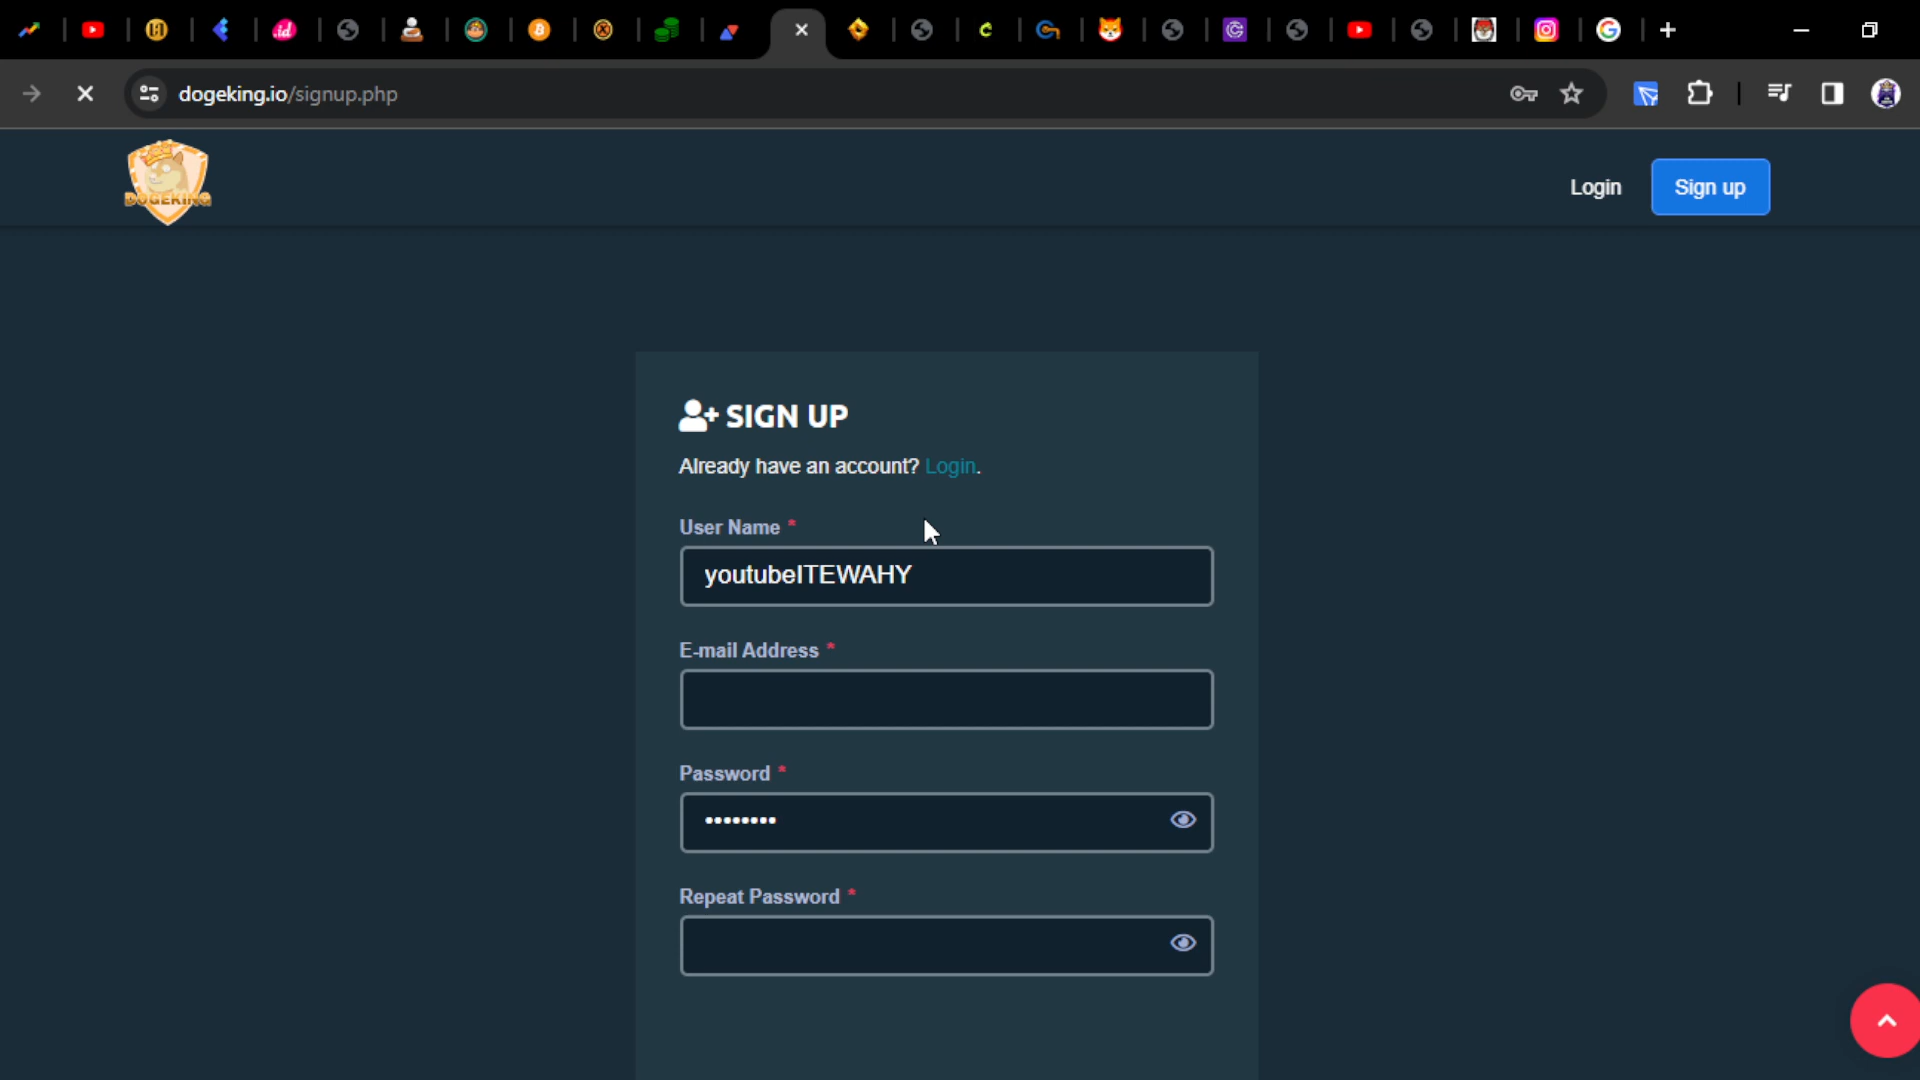 dogeking.io/signup.php
DOGEKING
Login
Sign up
SIGN UP
Already have an account? Login.
User Name *
youtubeITEWAHY
E-mail Address *
Password *
••••••••
Repeat Password *